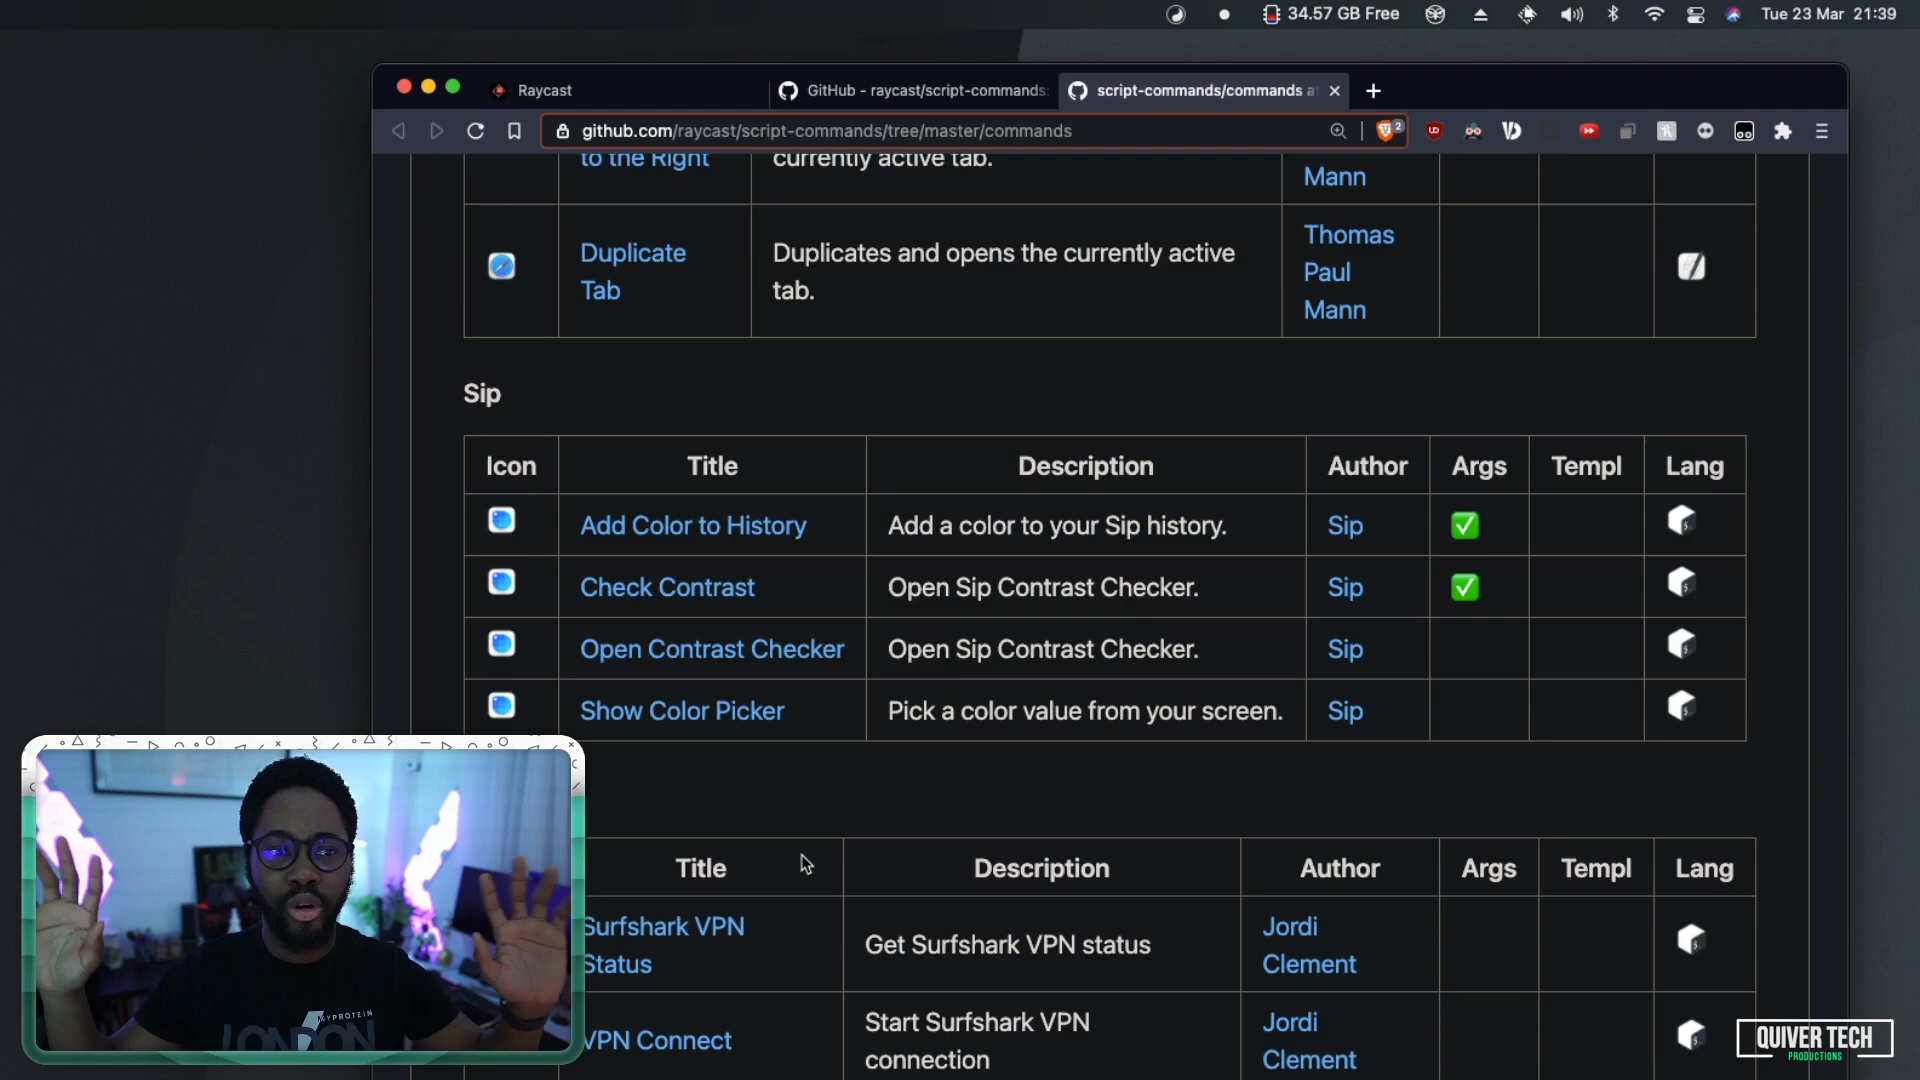 34.57 GB Free
Tue 23 Mar 21:39
Raycast
GitHub - raycast/script-commands:
script-commands/commands at
github.com/raycast/script-commands/tree/master/commands
2
to the Right
currently active tab.
Mann
Duplicate
Tab
Duplicates and opens the currently active
tab.
Thomas
Paul
Mann
Sip
Icon Title Description Author Args Templ Lang
Add Color to History Add a color to your Sip history. Sip
Check Contrast Open Sip Contrast Checker. Sip
Open Contrast Checker Open Sip Contrast Checker. Sip
Show Color Picker Pick a color value from your screen. Sip
Title Description Author Args Templ Lang
Surfshark VPN
Status
Get Surfshark VPN status
Jordi
Clement
VPN Connect
Start Surfshark VPN
connection
Jordi
Clement
MYPROTEIN
LONDON
QUIVER TECH
PRODUCTIONS